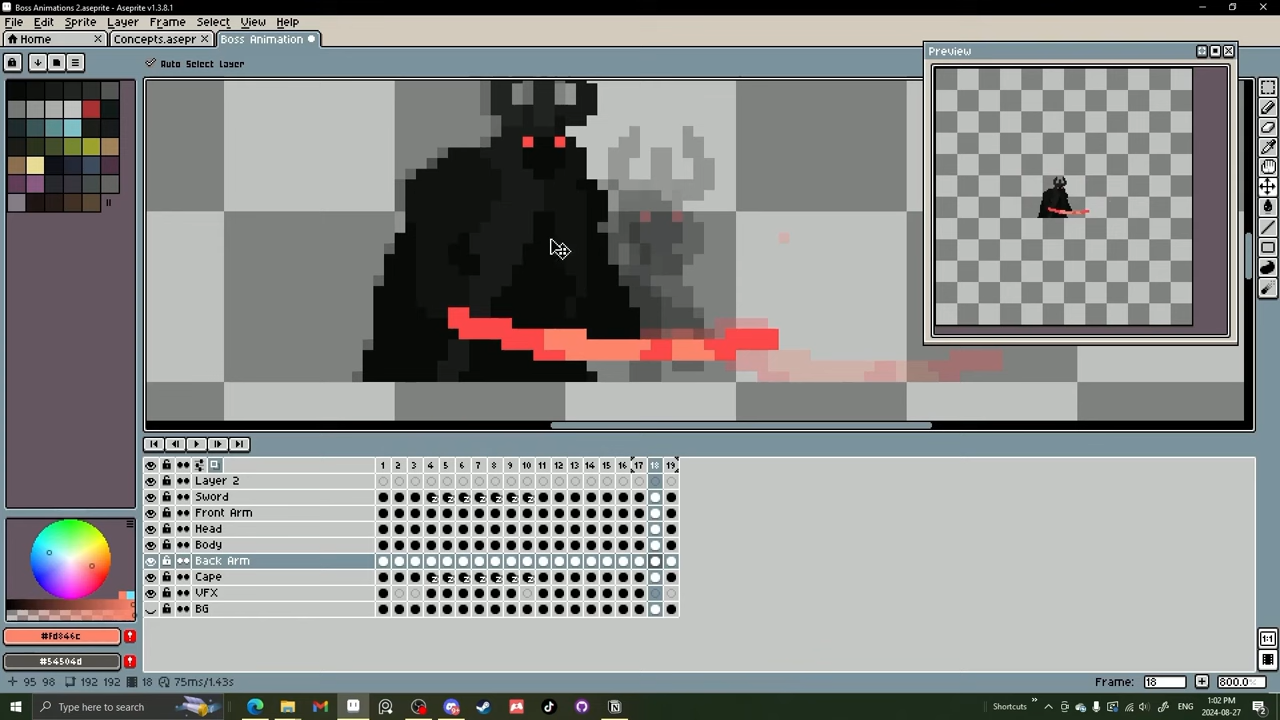 Boss Animations 2.aseprite - Aseprite v1.3.8.1
File Edit Sprite Layer Frame Select View Help
Home Concepts.asepr Boss Animation
Auto Select Layer
Preview
1 2 3 4 5 6 7 8 9 10 11 12 13 14 15 16 17 18 19
Layer 2
Sword
Front Arm
Head
Body
Back Arm
Cape
VFX
BG
1:1
#fd846c
#54504d
95 98 192 192 18 75ms/1.43s
Frame: 18 800.0
Type here to search
Shortcuts
ENG
1:02 PM
2024-08-27